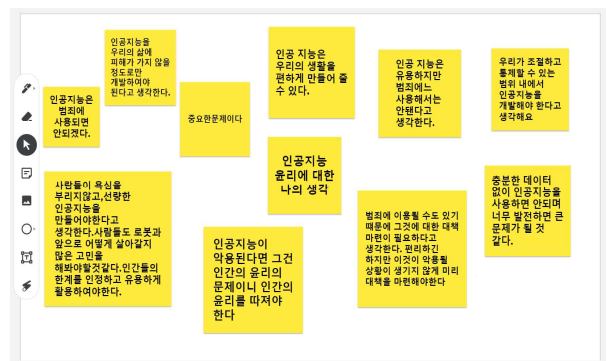 인공지능은
범죄에
사용되면
안되겠다.
인공지능을
우리의 삶에
피해가 가지 않을
정도로만
개발하여야
된다고 생각한다.
중요한문제이다
인공 지능은
우리의 생활을
편하게 만들어 줄
수 있다.
인공 지능은
유용하지만
범죄에느
사용해서는
안됀다고
생각한다.
우리가 조절하고
통제할 수 있는
범위 내에서
인공지능을
개발해야 한다고
생각해요
인공지능
윤리에 대한
나의 생각
사람들이 욕심을
부리지않고,선량한
인공지능을
만들어야한다고
생각한다.사람들도 로봇과
앞으로 어떻게 살아갈지
많은 고민을
해봐야할것같다.인간들의
한계를 인정하고 유용하게
활용하여야한다.
인공지능이
악용된다면 그건
인간의 윤리의
문제이니 인간의
윤리를 따져야
한다
범죄에 이용될 수도 있기
때문에 그것에 대한 대책
마련이 필요하다고
생각한다. 편리하긴
하지만 이것이 악용될
상황이 생기지 않게 미리
대책을 마련해야한다
충분한 데이터
없이 인공지능을
사용하면 안되며
너무 발전하면 큰
문제가 될 것
같다.